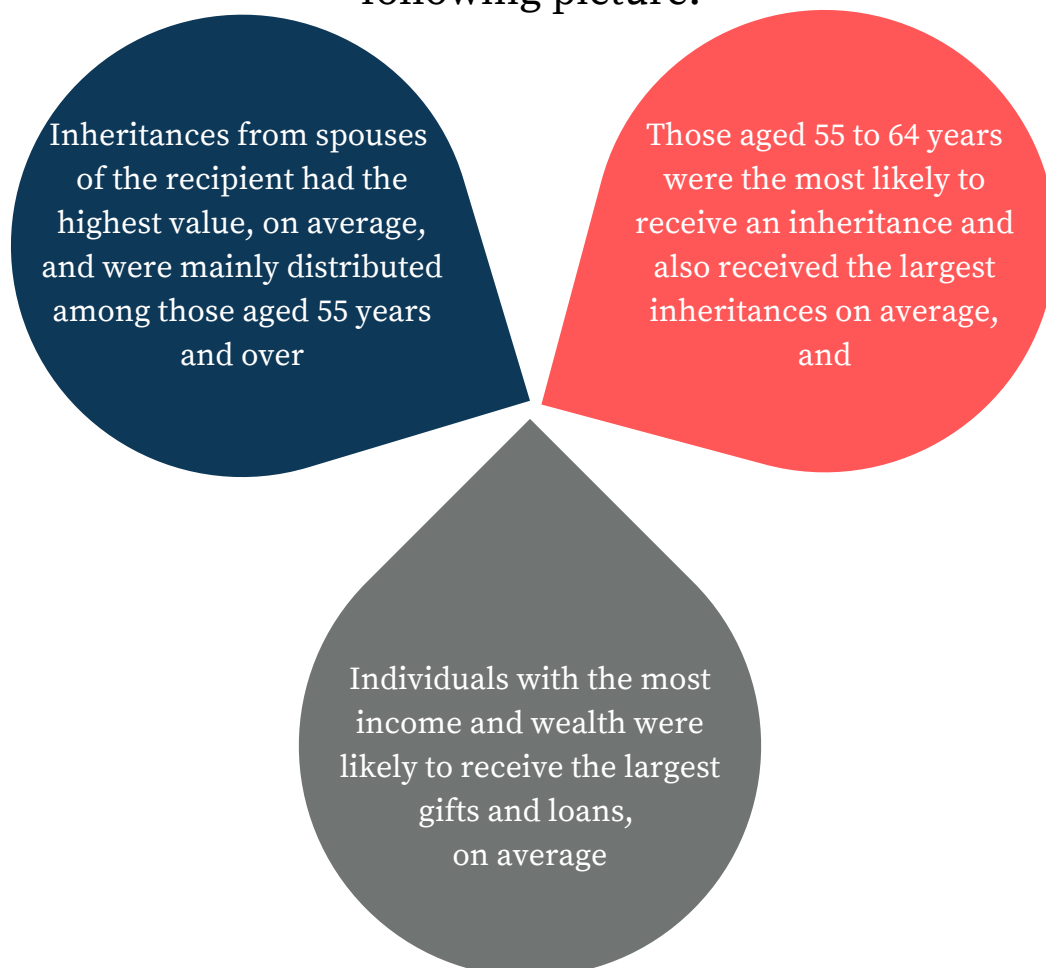 following picture:
Inheritances from spouses
of the recipient had the
highest value, on average,
and were mainly distributed
among those aged 55 years
and over
Those aged 55 to 64 years
were the most likely to
receive an inheritance and
also received the largest
inheritances on average,
and
Individuals with the most
income and wealth were
likely to receive the largest
gifts and loans,
on average